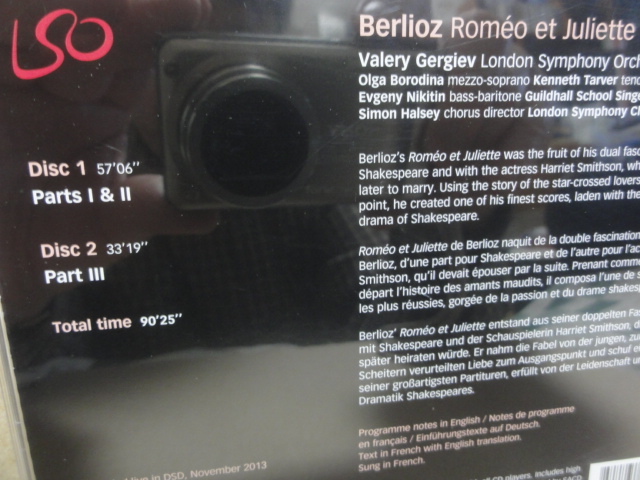 LSO
Berlioz Roméo et Juliette
Valery Gergiev London Symphony
Olga Borodina mezzo-soprano Kenneth Tarver
Evgeny Nikitin bass-baritone Guildhall School
Simon Halsey chorus director London Symphony
Disc 1 57'06"
Parts I & II
Disc 2 33'19"
Part III
Total time 90'25"
Berlioz's Roméo et Juliette was the fruit of his dual
Shakespeare and with the actress Harriet Smithson,
later to marry. Using the story of the star-crossed lovers
point, he created one of his finest scores, laden with the
drama of Shakespeare.
Roméo et Juliette de Berlioz naquit de la double fascination
Berlioz, d'une part pour Shakespeare et de l'autre pour
Smithson, qu'il devait épouser par la suite. Prenant
départ l'histoire des amants maudits, il composa l'une de
les plus réussies, gorgée de la passion et du drame
Berlioz' Roméo et Juliette entstand aus seiner doppelten
mit Shakespeare und der Schauspielerin Harriet Smithson,
später heiraten würde. Er nahm die Fabel von der jungen,
Scheitern verurteilten Liebe zum Ausgangspunkt und schuf
seiner großartigsten Partituren, erfüllt von der Leidenschaft
Dramatik Shakespeares.
Programme notes in English / Notes de programme
en français / Einführungstexte auf Deutsch.
Text in French with English translation.
Sung in French.
live in DSD, November 2013
CD players, includes high